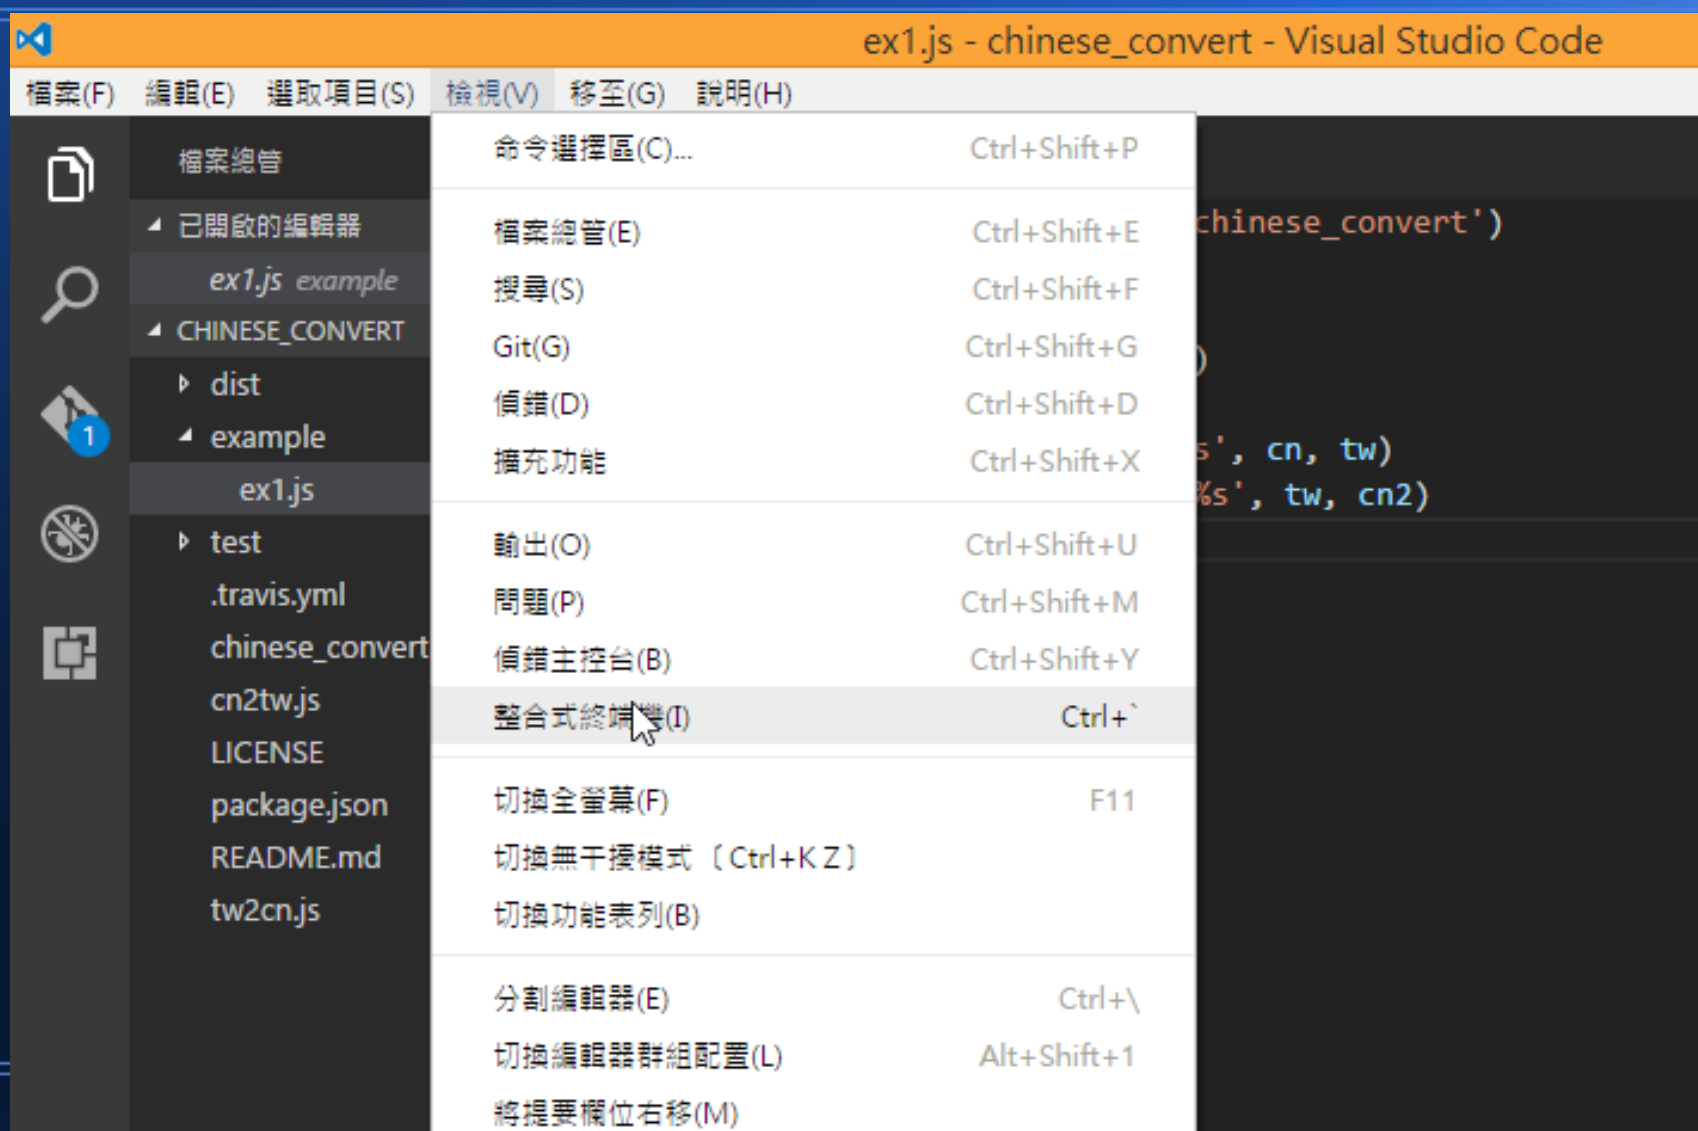 ex1.js - chinese_convert - Visual Studio Code
檔案(F) 編輯(E) 選取項目(S) 檢視(V) 移至(G) 說明(H)
檔案總管
已開啟的編輯器
ex1.js example
CHINESE_CONVERT
dist
example
ex1.js
test
.travis.yml
chinese_convert
cn2tw.js
LICENSE
package.json
README.md
tw2cn.js
1
命令選擇區(C)... Ctrl+Shift+P
檔案總管(E) Ctrl+Shift+E
搜尋(S) Ctrl+Shift+F
Git(G) Ctrl+Shift+G
偵錯(D) Ctrl+Shift+D
擴充功能 Ctrl+Shift+X
輸出(O) Ctrl+Shift+U
問題(P) Ctrl+Shift+M
偵錯主控台(B) Ctrl+Shift+Y
整合式終端機(I) Ctrl+`
切換全螢幕(F) F11
切換無干擾模式〔Ctrl+K Z〕
切換功能表列(B)
分割編輯器(E) Ctrl+\
切換編輯器群組配置(L) Alt+Shift+1
將提要欄位右移(M)
chinese_convert')
)
s', cn, tw)
%s', tw, cn2)